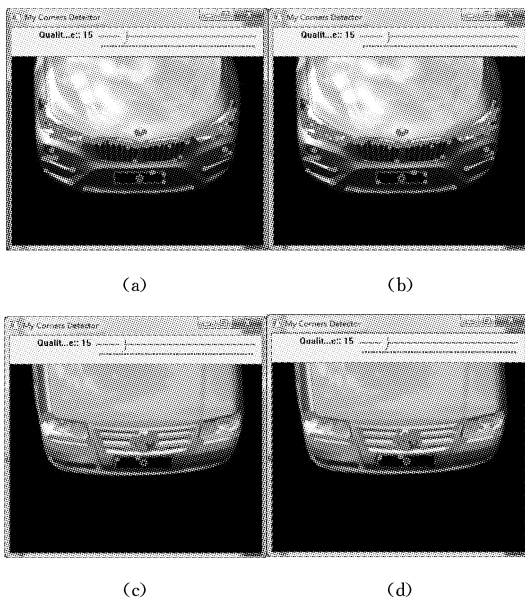 My Corners Detector My Corners Detector
Qualit...e:: 15 Qualit...e:: 15
(a) (b)
My Corners Detector My Corners Detector
Qualit...e:: 15 Qualit...e:: 15
(c) (d)